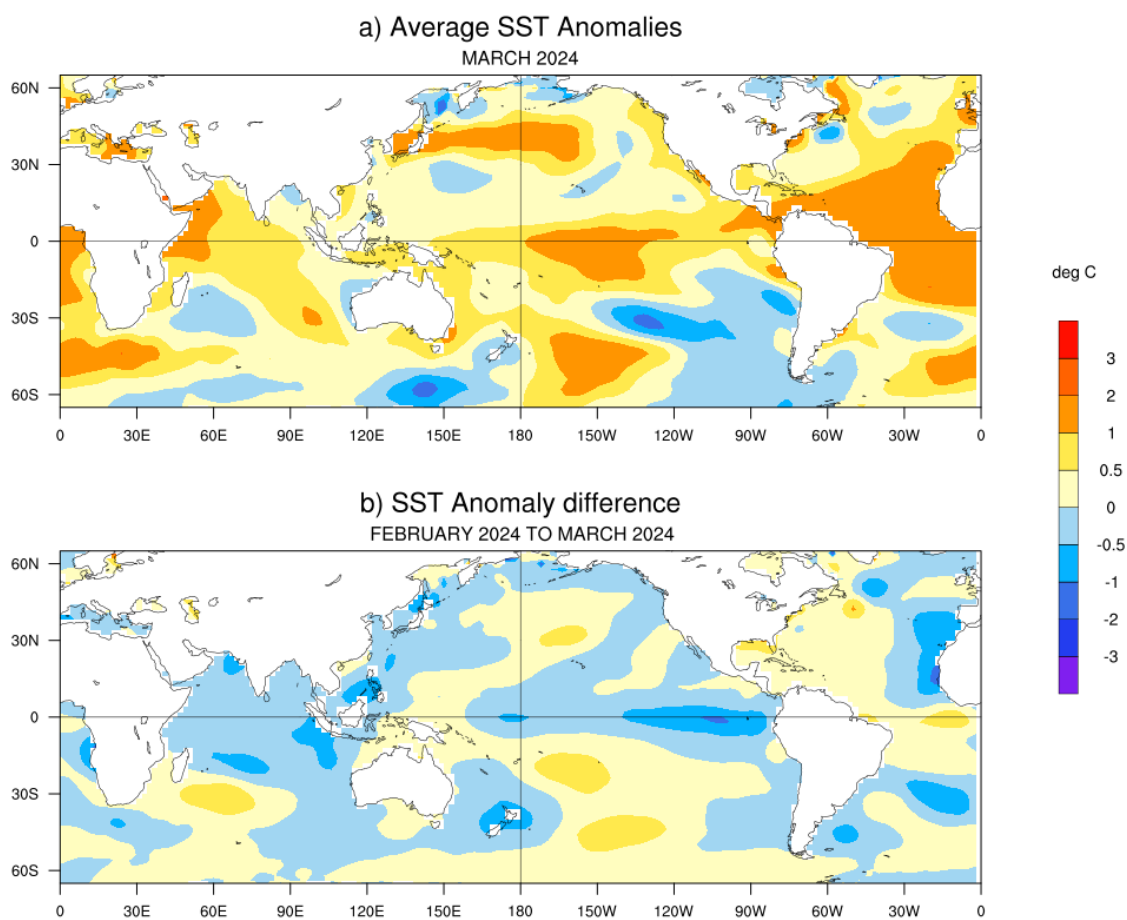 a) Average SST Anomalies
MARCH 2024
60N
30N
0
30S
60S
0 30E 60E 90E 120E 150E 180 150W 120W 90W 60W 30W 0
deg C
3
2
1
0.5
0
-0.5
-1
-2
-3
b) SST Anomaly difference
FEBRUARY 2024 TO MARCH 2024
60N
30N
0
30S
60S
0 30E 60E 90E 120E 150E 180 150W 120W 90W 60W 30W 0